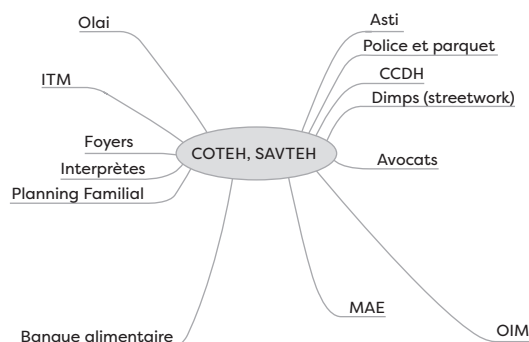 Olai
Asti
Police et parquet
ITM
CCDH
Dimps (streetwork)
Foyers
COTEH, SAVTEH
Interprètes
Avocats
Planning Familial
MAE
Banque alimentaire
OIM